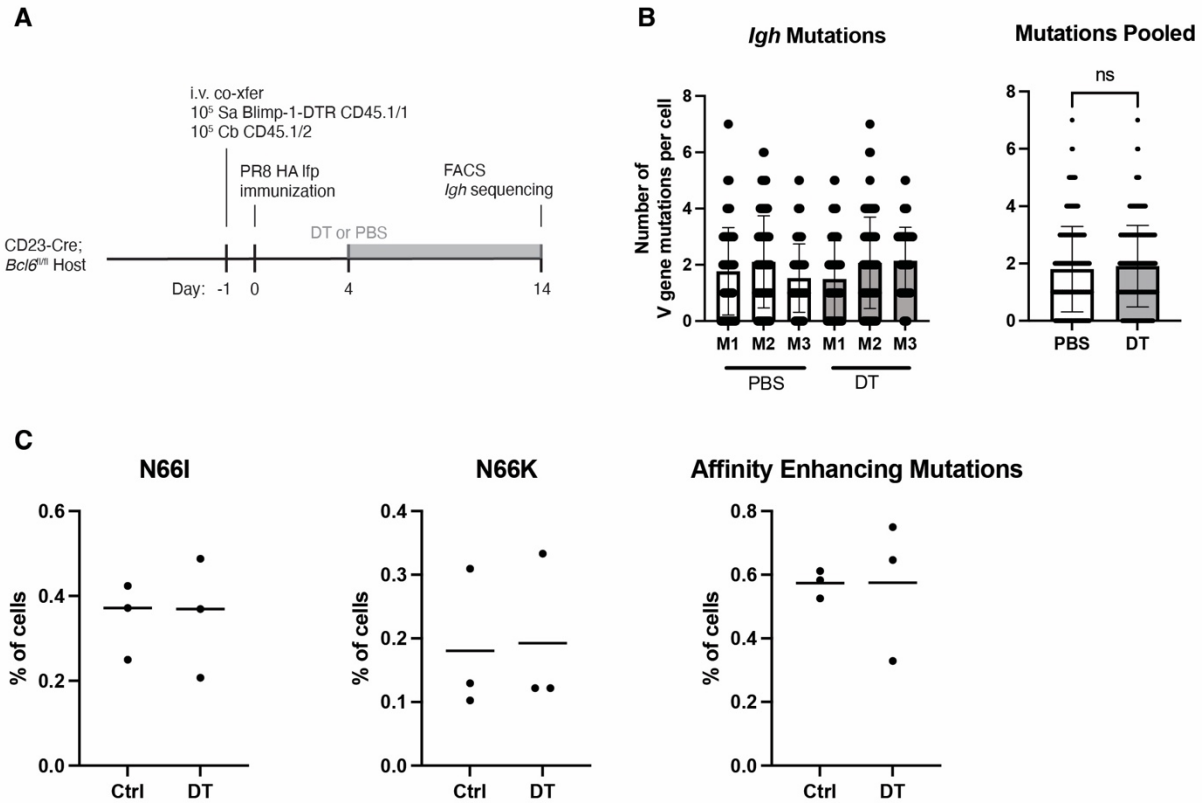 A
i.v. co-xfer
10⁵ Sa Blimp-1-DTR CD45.1/1
10⁵ Cb CD45.1/2
PR8 HA Ifp
immunization
FACS
Igh sequencing
DT or PBS
CD23-Cre;
Bcl6fl/fl Host
Day: -1 0 4 14
B
Igh Mutations
Number of
V gene mutations per cell
8
6
4
2
0
M1 M2 M3 M1 M2 M3
PBS DT
Mutations Pooled
ns
8
6
4
2
0
PBS DT
C
N66I
% of cells
0.6
0.4
0.2
0.0
Ctrl DT
N66K
% of cells
0.4
0.3
0.2
0.1
0.0
Ctrl DT
Affinity Enhancing Mutations
% of cells
0.8
0.6
0.4
0.2
0.0
Ctrl DT